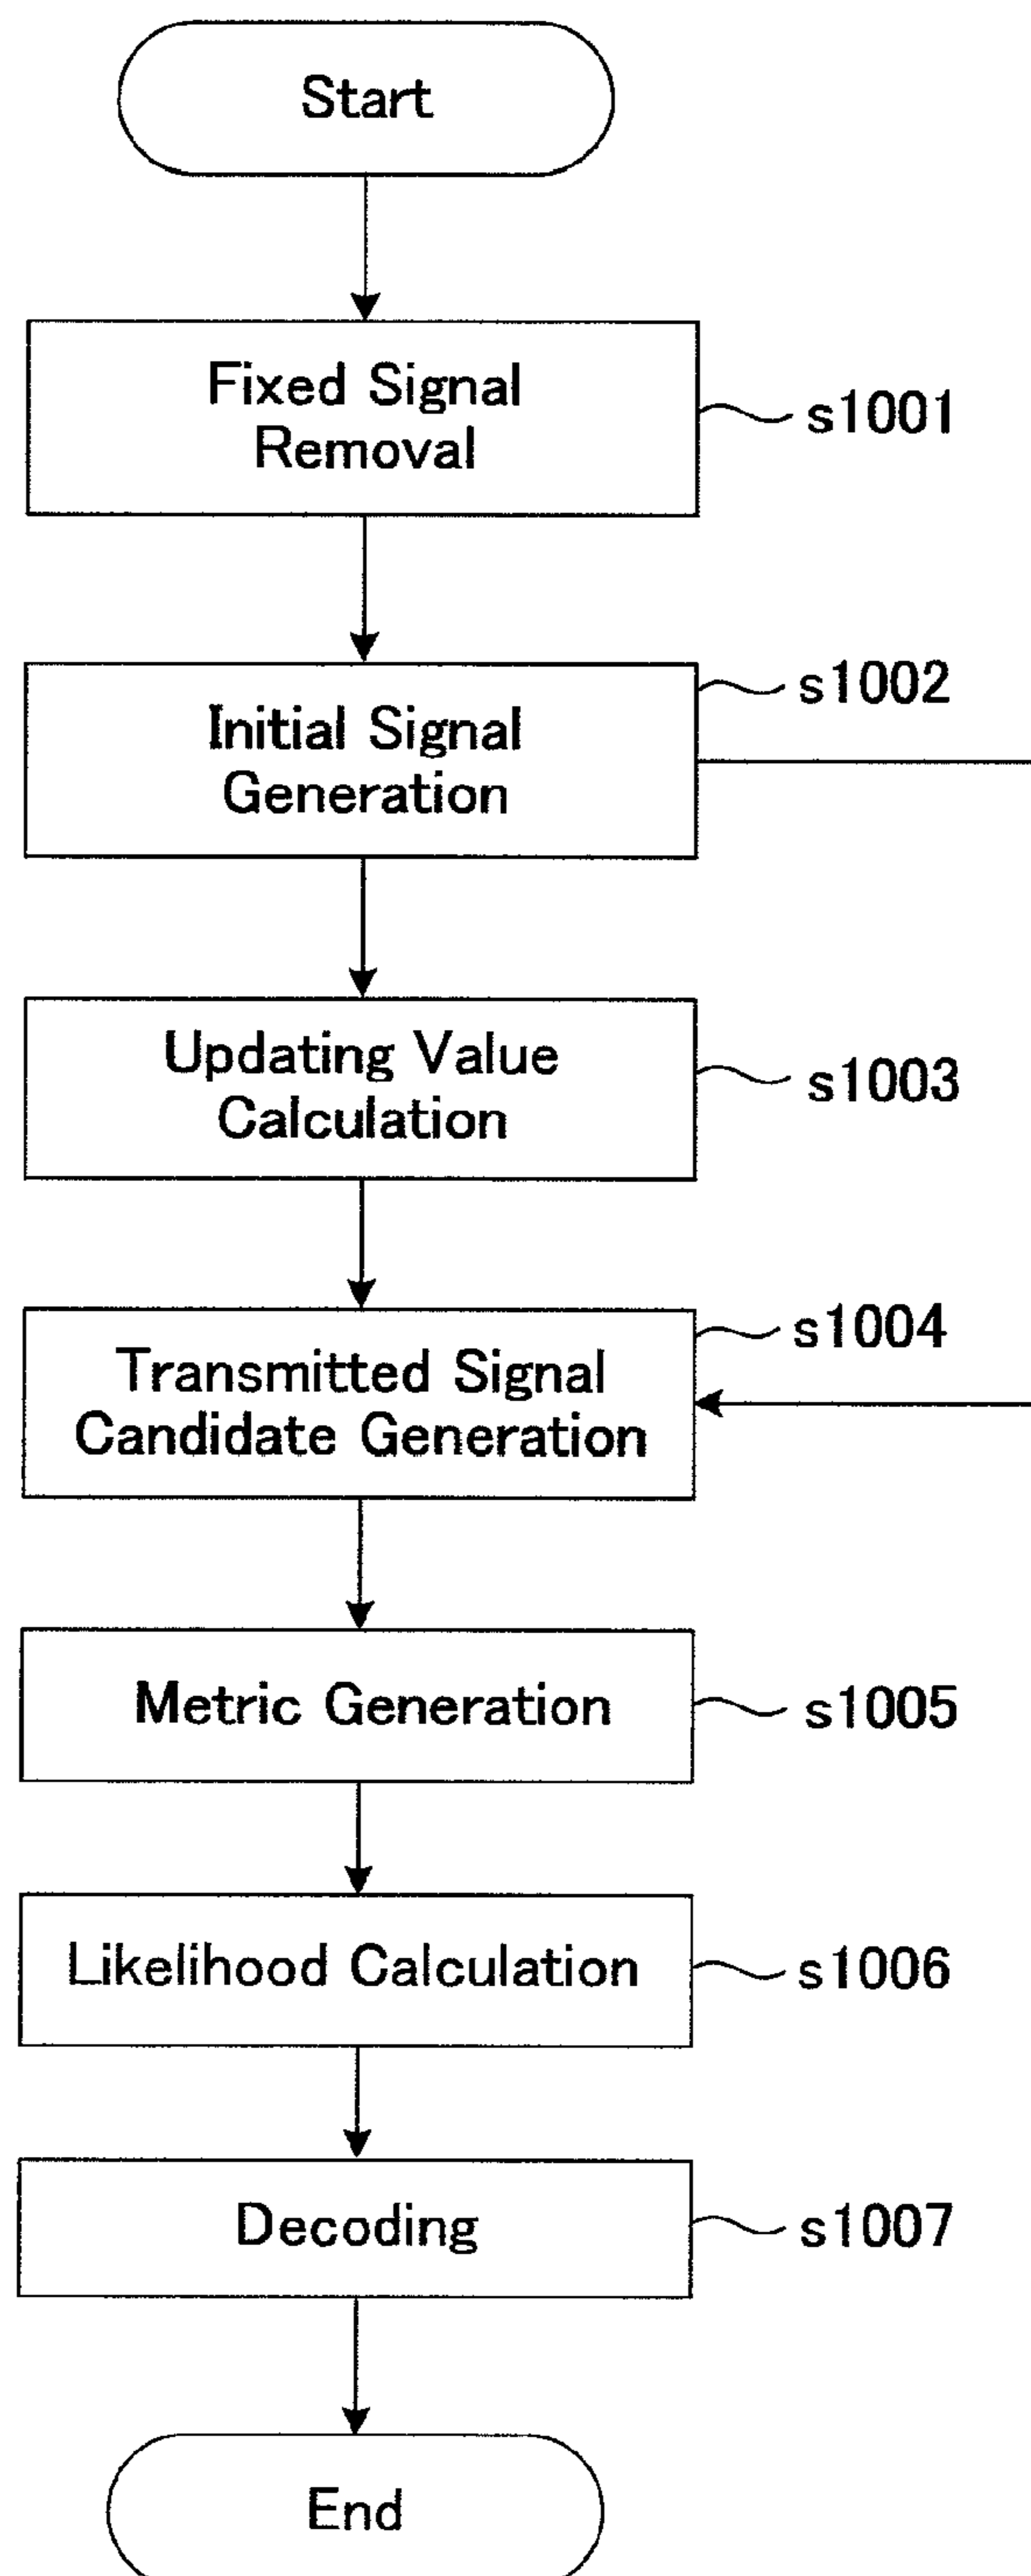 Start
Fixed Signal
Removal
s1001
Initial Signal
Generation
s1002
Updating Value
Calculation
s1003
Transmitted Signal
Candidate Generation
s1004
Metric Generation
s1005
Likelihood Calculation
s1006
Decoding
s1007
End